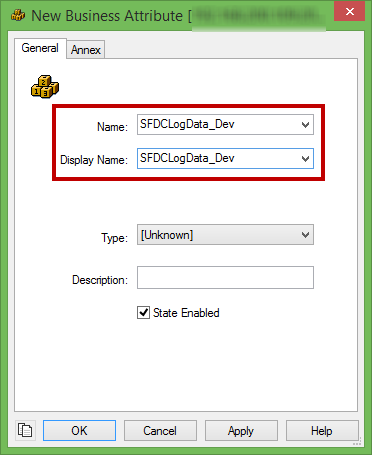 New Business Attribute [
General Annex
Name: SFDCLogData_Dev
Display Name: SFDCLogData_Dev
Type: [Unknown]
Description:
State Enabled
OK Cancel Apply Help